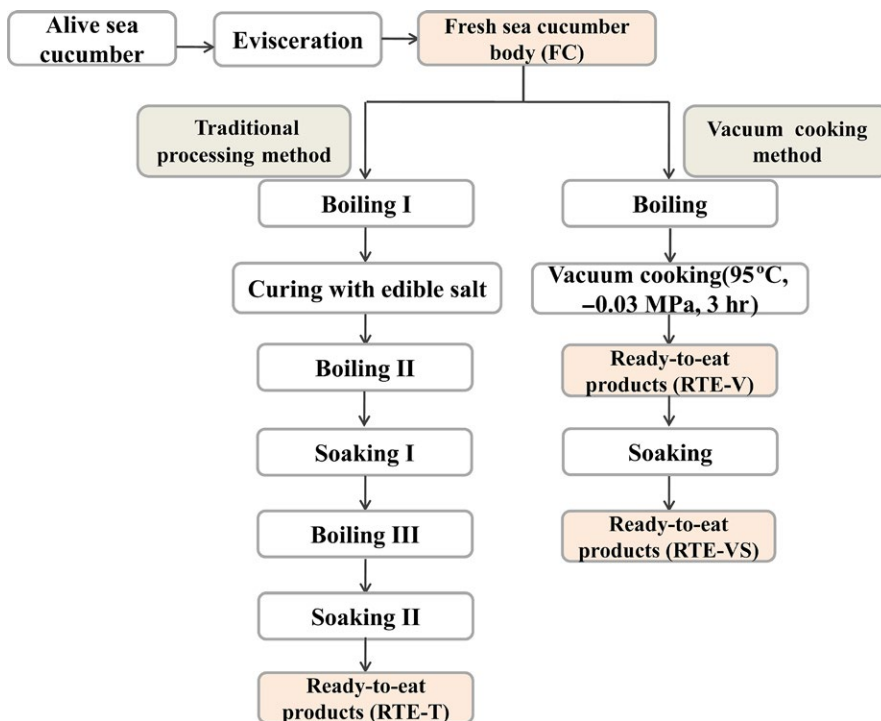 Alive sea
cucumber
Evisceration
Fresh sea cucumber
body (FC)
Traditional
processing method
Vacuum cooking
method
Boiling I
Curing with edible salt
Boiling II
Soaking I
Boiling III
Soaking II
Ready-to-eat
products (RTE-T)
Boiling
Vacuum cooking(95°C,
–0.03 MPa, 3 hr)
Ready-to-eat
products (RTE-V)
Soaking
Ready-to-eat
products (RTE-VS)